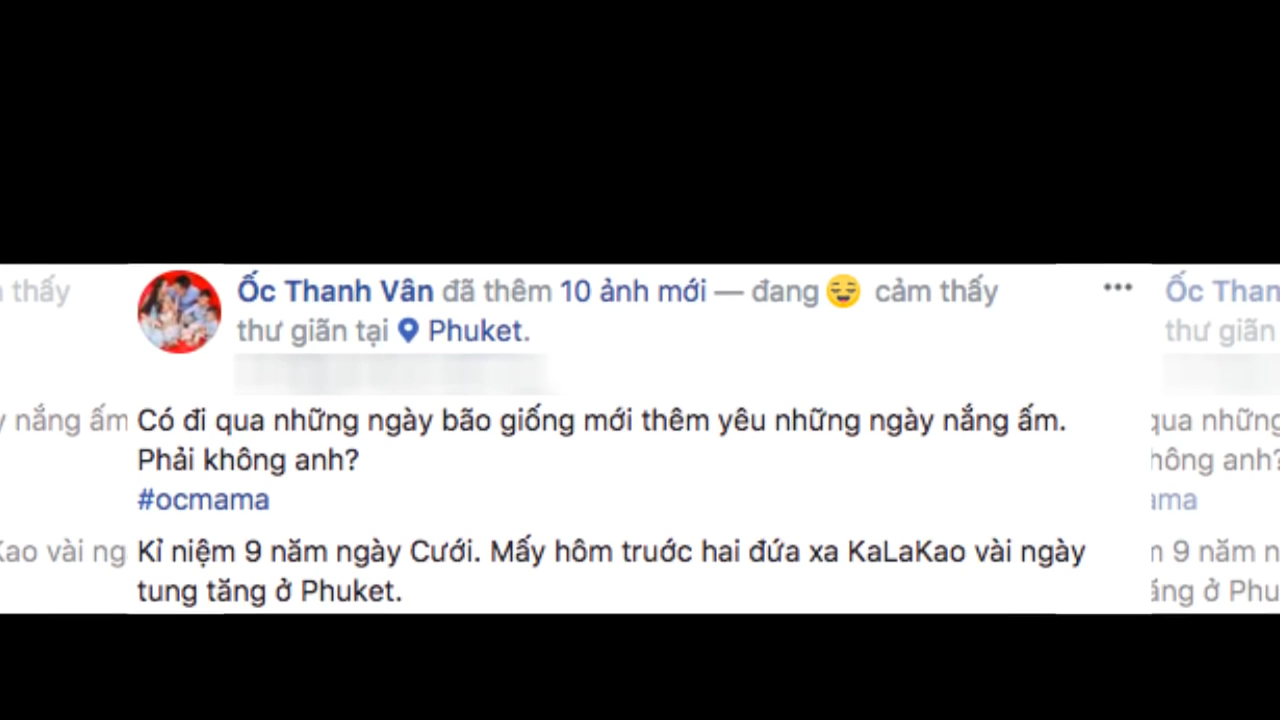 Ốc Thanh Vân đã thêm 10 ảnh mới — đang 😌 cảm thấy
thư giãn tại Phuket.
Có đi qua những ngày bão giống mới thêm yêu những ngày nắng ấm.
Phải không anh?
#ocmama
Kỉ niệm 9 năm ngày Cưới. Mấy hôm trước hai đứa xa KaLaKao vài ngày
tung tăng ở Phuket.